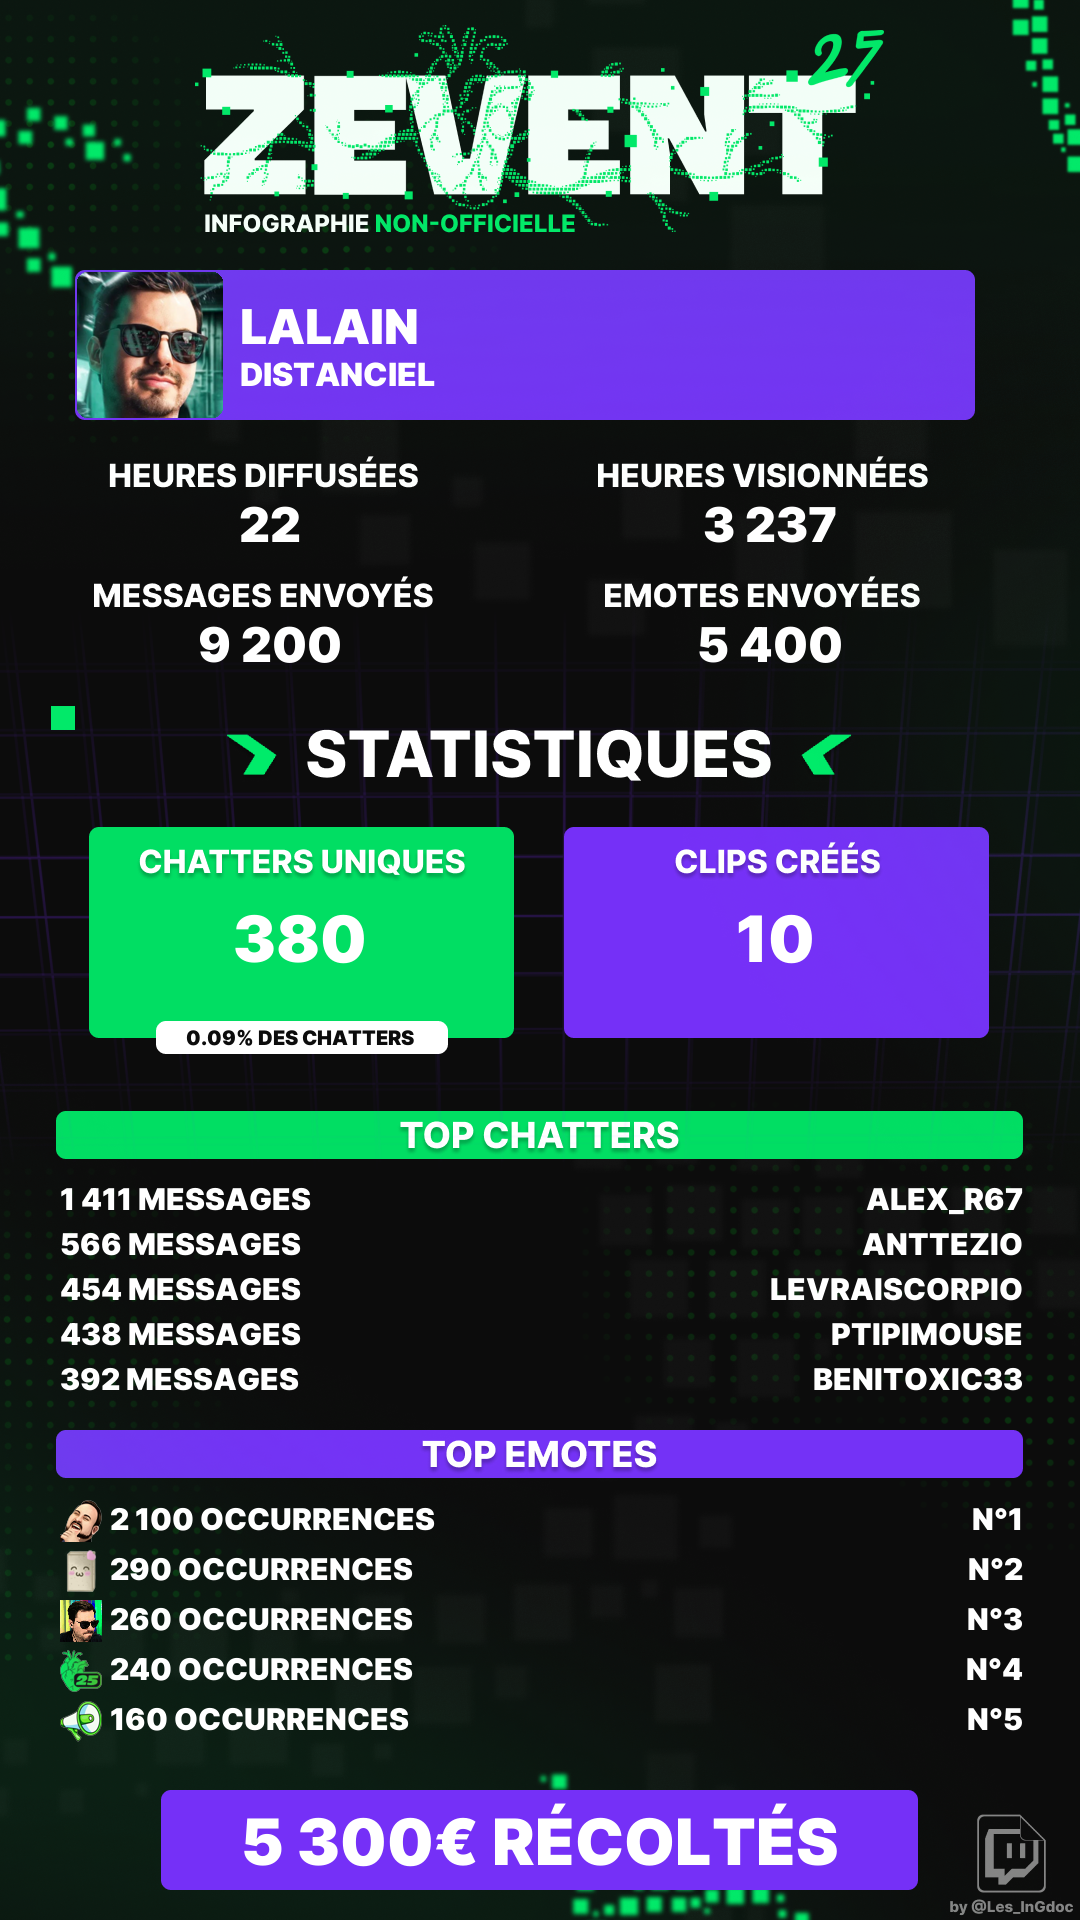 ZEVENT 25
INFOGRAPHIE NON-OFFICIELLE
LALAIN
DISTANCIEL
HEURES DIFFUSÉES
22
HEURES VISIONNÉES
3 237
MESSAGES ENVOYÉS
9 200
EMOTES ENVOYÉES
5 400
STATISTIQUES
CHATTERS UNIQUES
380
0.09% DES CHATTERS
CLIPS CRÉÉS
10
TOP CHATTERS
1 411 MESSAGES ALEX_R67
566 MESSAGES ANTTEZIO
454 MESSAGES LEVRAISCORPIO
438 MESSAGES PTIPIMOUSE
392 MESSAGES BENITOXIC33
TOP EMOTES
2 100 OCCURRENCES N°1
290 OCCURRENCES N°2
260 OCCURRENCES N°3
25 240 OCCURRENCES N°4
160 OCCURRENCES N°5
5 300€ RÉCOLTÉS
by @Les_InGdoc